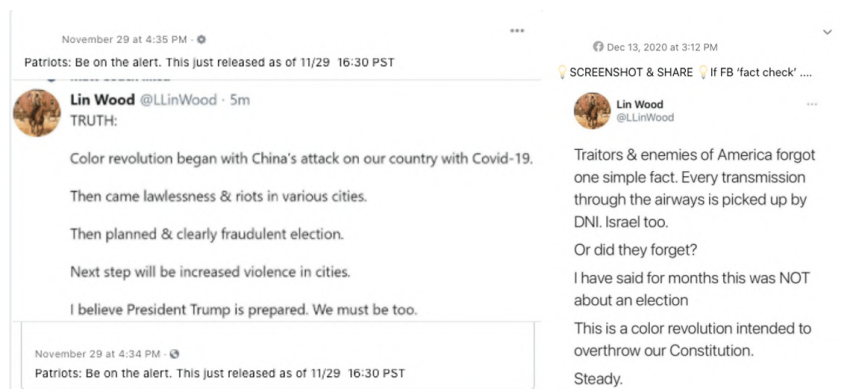 November 29 at 4:35 PM ·
Patriots: Be on the alert. This just released as of 11/29 16:30 PST
Lin Wood @LLinWood · 5m
TRUTH:
Color revolution began with China's attack on our country with Covid-19.
Then came lawlessness & riots in various cities.
Then planned & clearly fraudulent election.
Next step will be increased violence in cities.
I believe President Trump is prepared. We must be too.
November 29 at 4:34 PM ·
Patriots: Be on the alert. This just released as of 11/29 16:30 PST
Dec 13, 2020 at 3:12 PM
💡SCREENSHOT & SHARE 💡If FB 'fact check' ....
Lin Wood
@LLinWood
Traitors & enemies of America forgot
one simple fact. Every transmission
through the airways is picked up by
DNI. Israel too.
Or did they forget?
I have said for months this was NOT
about an election
This is a color revolution intended to
overthrow our Constitution.
Steady.